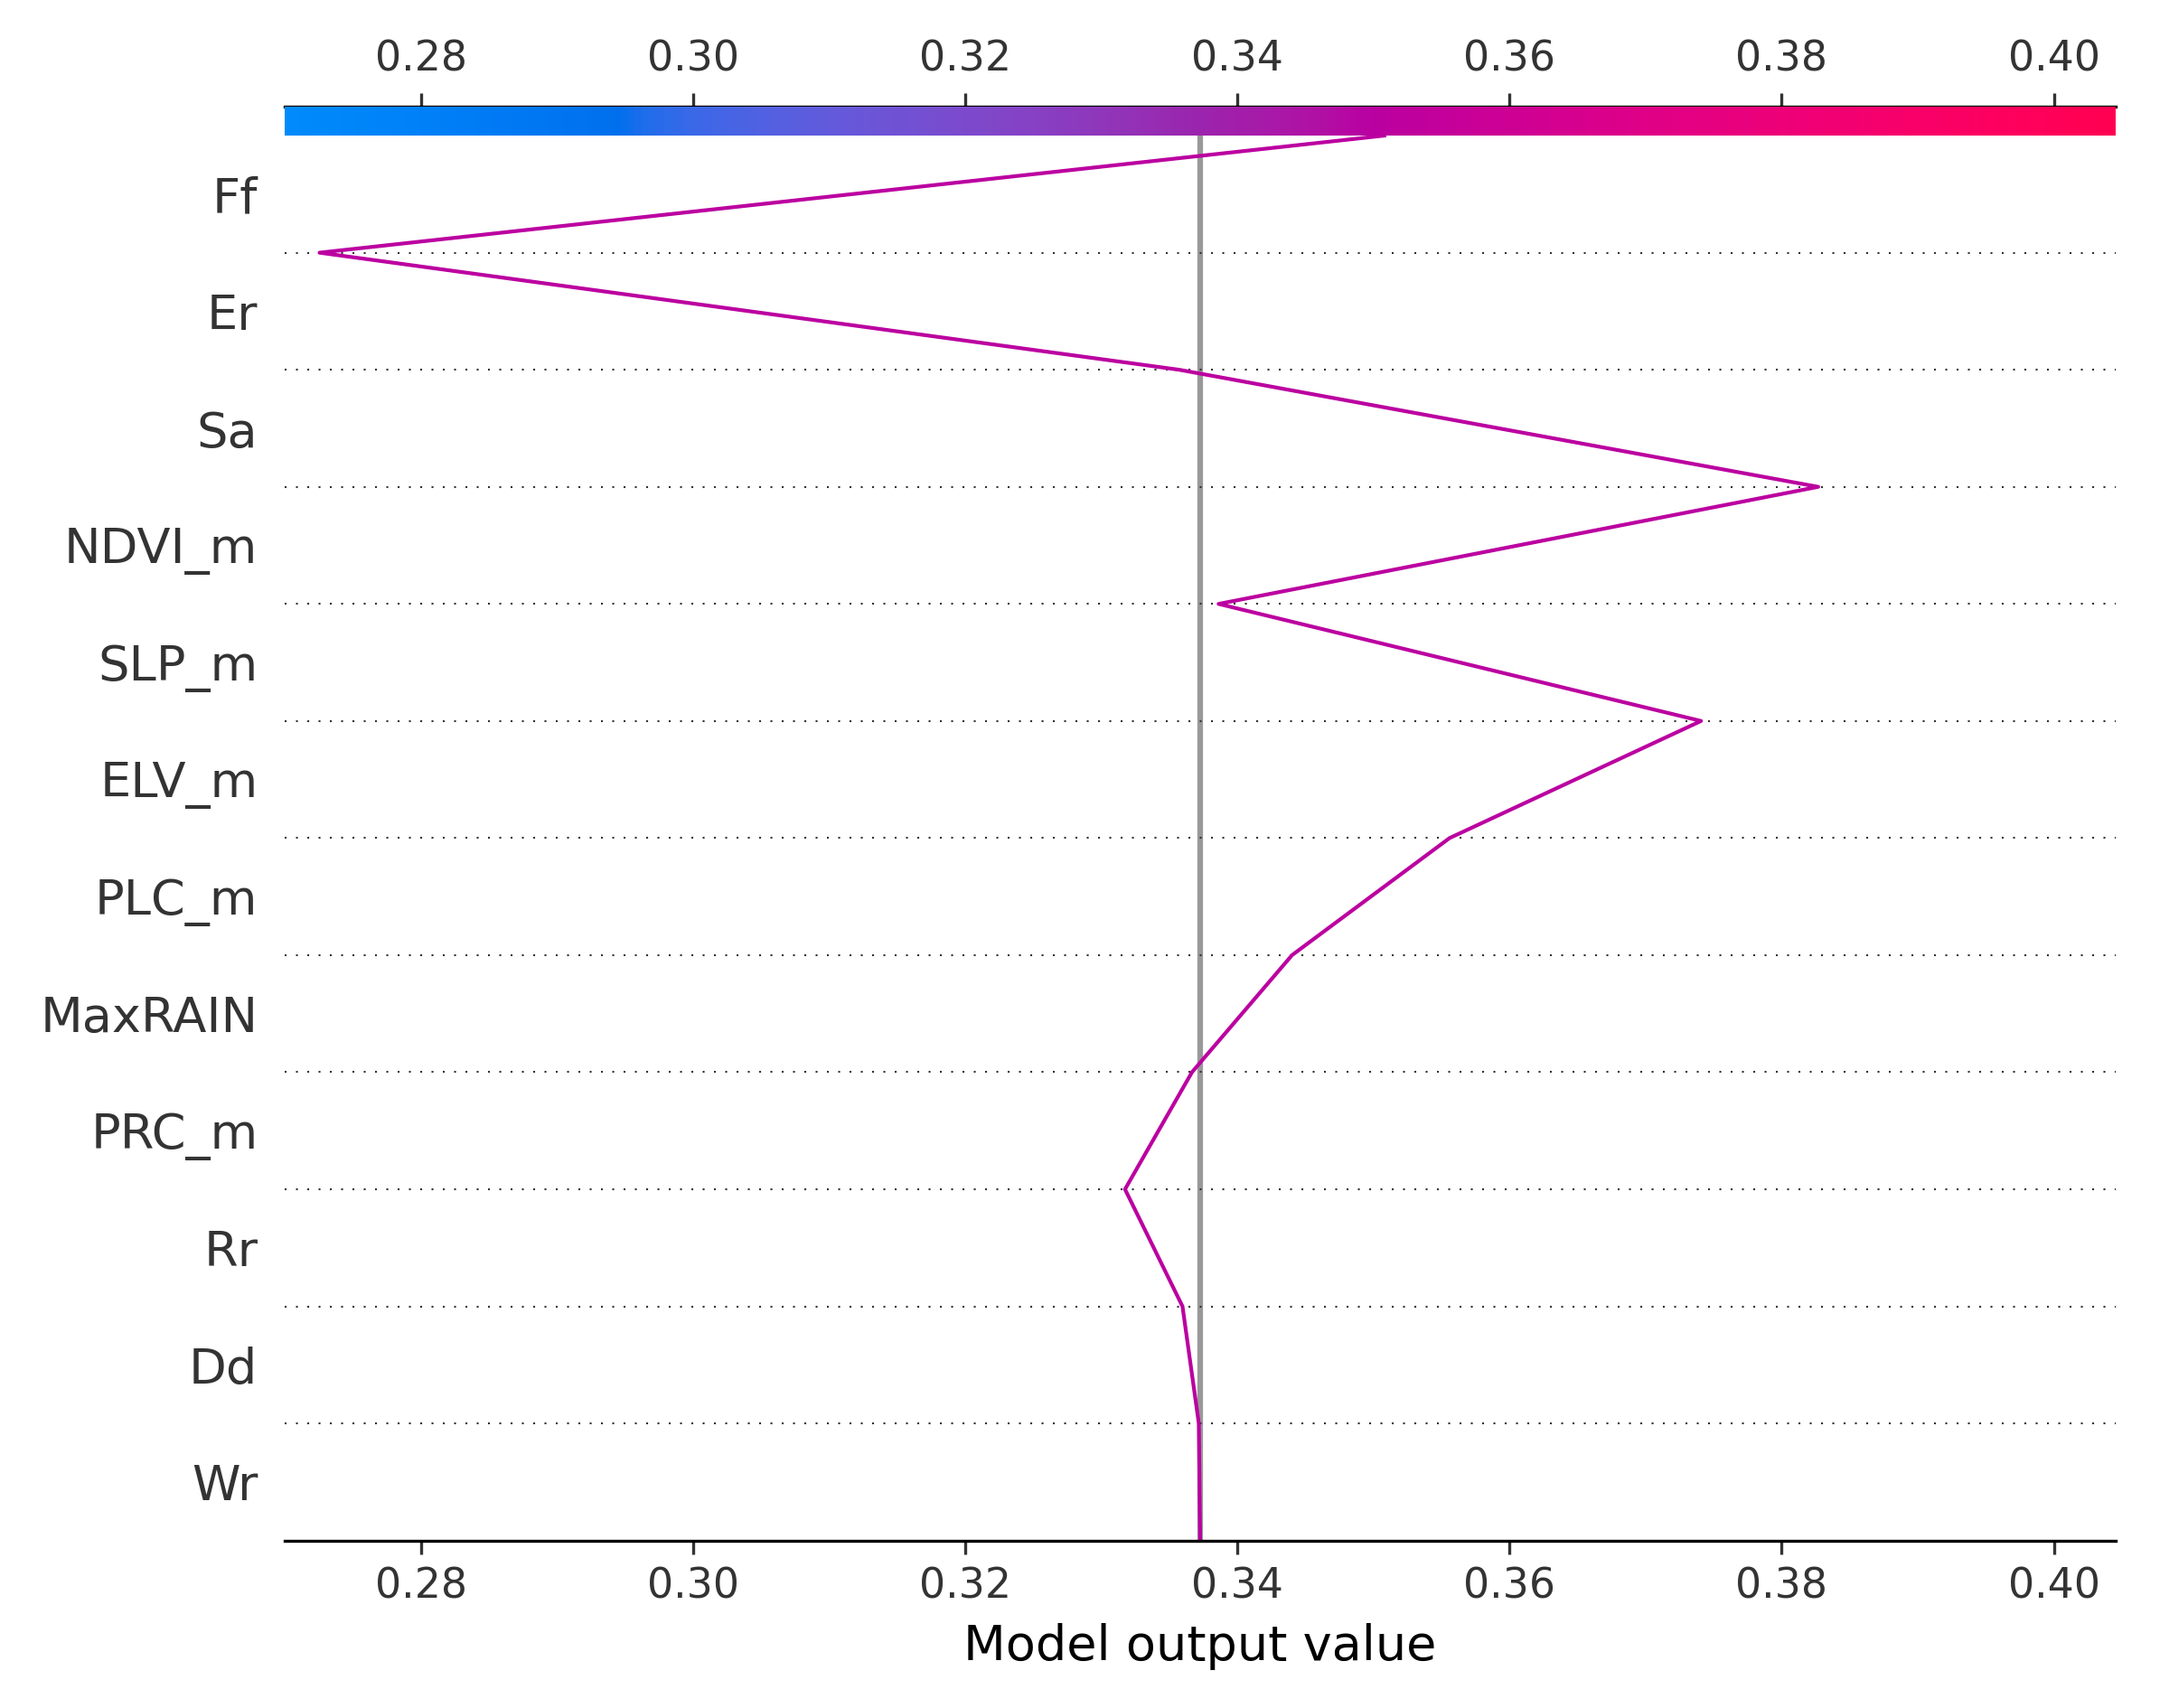 0.28 0.30 0.32 0.34 0.36 0.38 0.40
Ff
Er
Sa
NDVI_m
SLP_m
ELV_m
PLC_m
MaxRAIN
PRC_m
Rr
Dd
Wr
0.28 0.30 0.32 0.34 0.36 0.38 0.40
Model output value